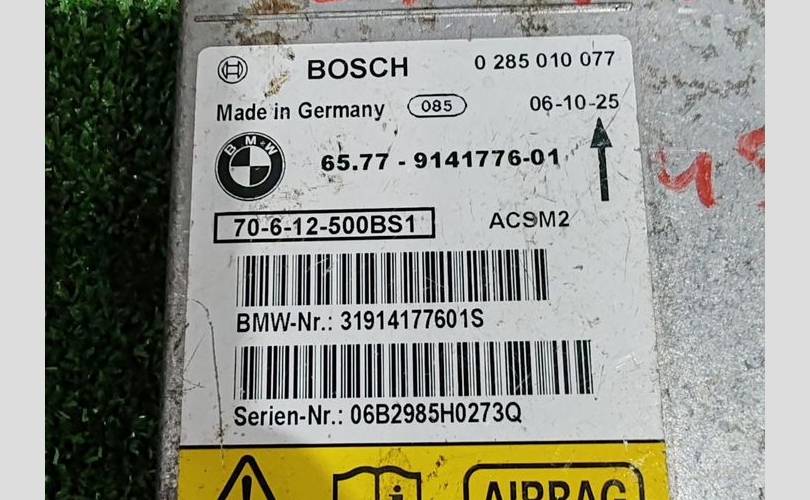 BOSCH 0 285 010 077
Made in Germany 085 06-10-25
BMW 65.77 - 9141776-01
70-6-12-500BS1 ACSM2
BMW-Nr.: 31914177601S
Serien-Nr.: 06B2985H0273Q
AIRBAG